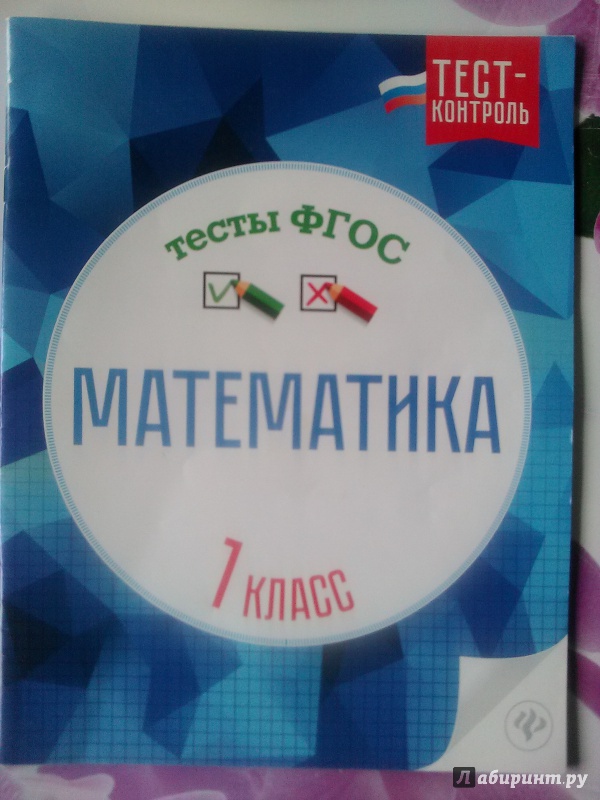 ТЕСТ-
КОНТРОЛЬ
тесты ФГОС
МАТЕМАТИКА
1 КЛАСС
Лабиринт.ру